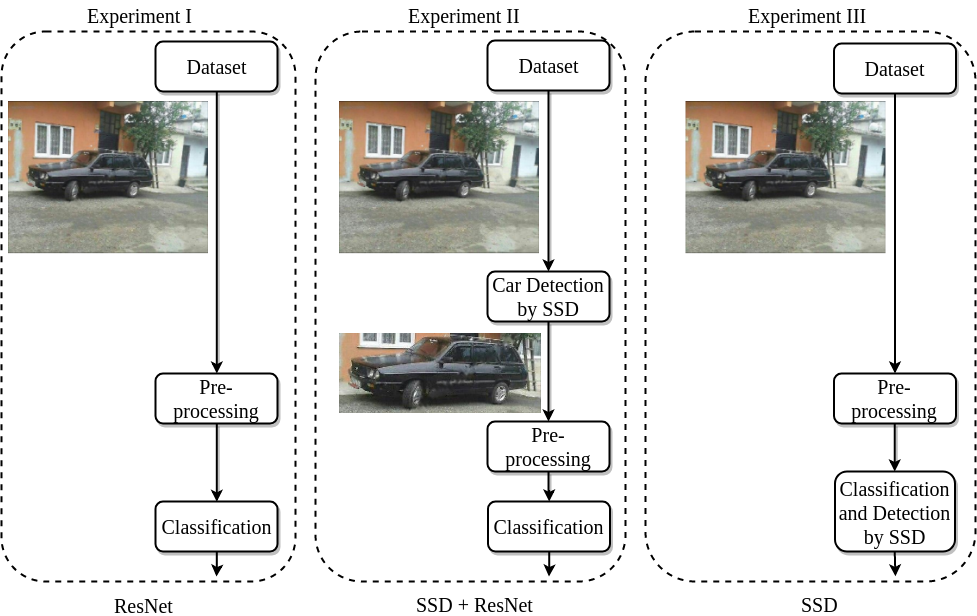 Experiment I
Dataset
Pre-
processing
Classification
ResNet
Experiment II
Dataset
Car Detection
by SSD
Pre-
processing
Classification
SSD + ResNet
Experiment III
Dataset
Pre-
processing
Classification
and Detection
by SSD
SSD